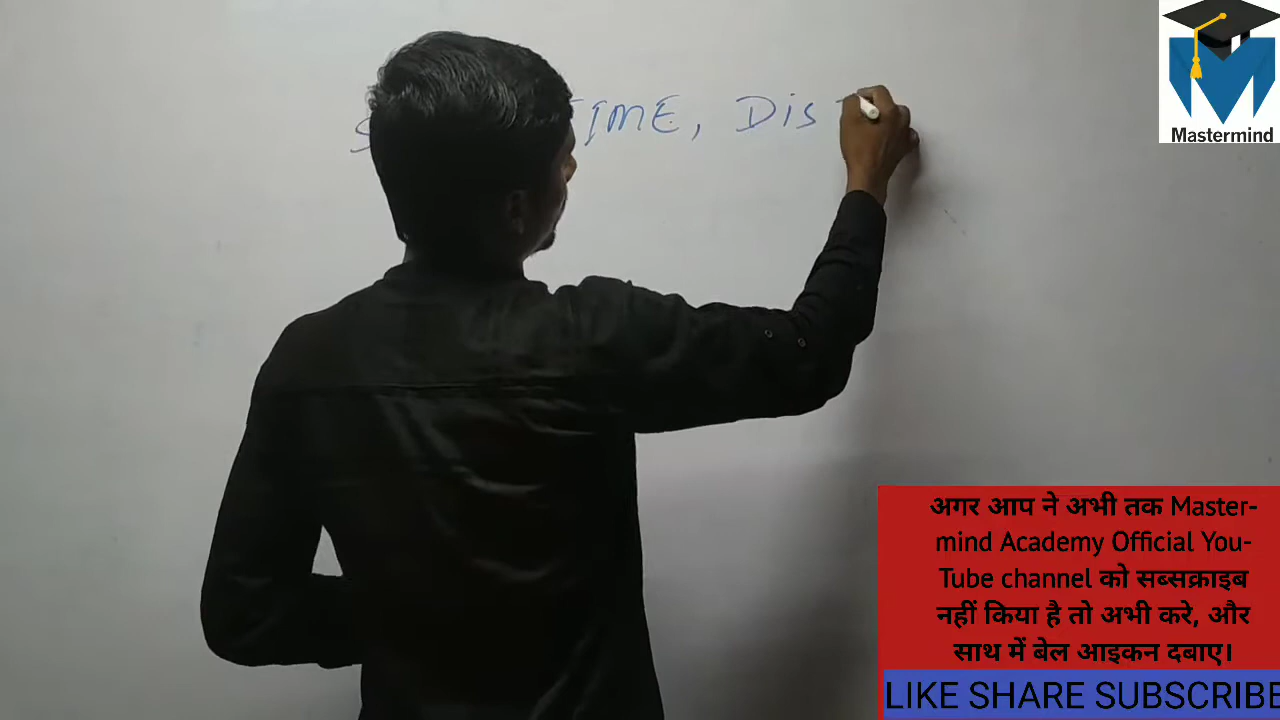 IME, Dis
Mastermind
अगर आप ने अभी तक Master-
mind Academy Official You-
Tube channel को सब्सक्राइब
नहीं किया है तो अभी करे, और
साथ में बेल आइकन दबाए।
LIKE SHARE SUBSCRIBE